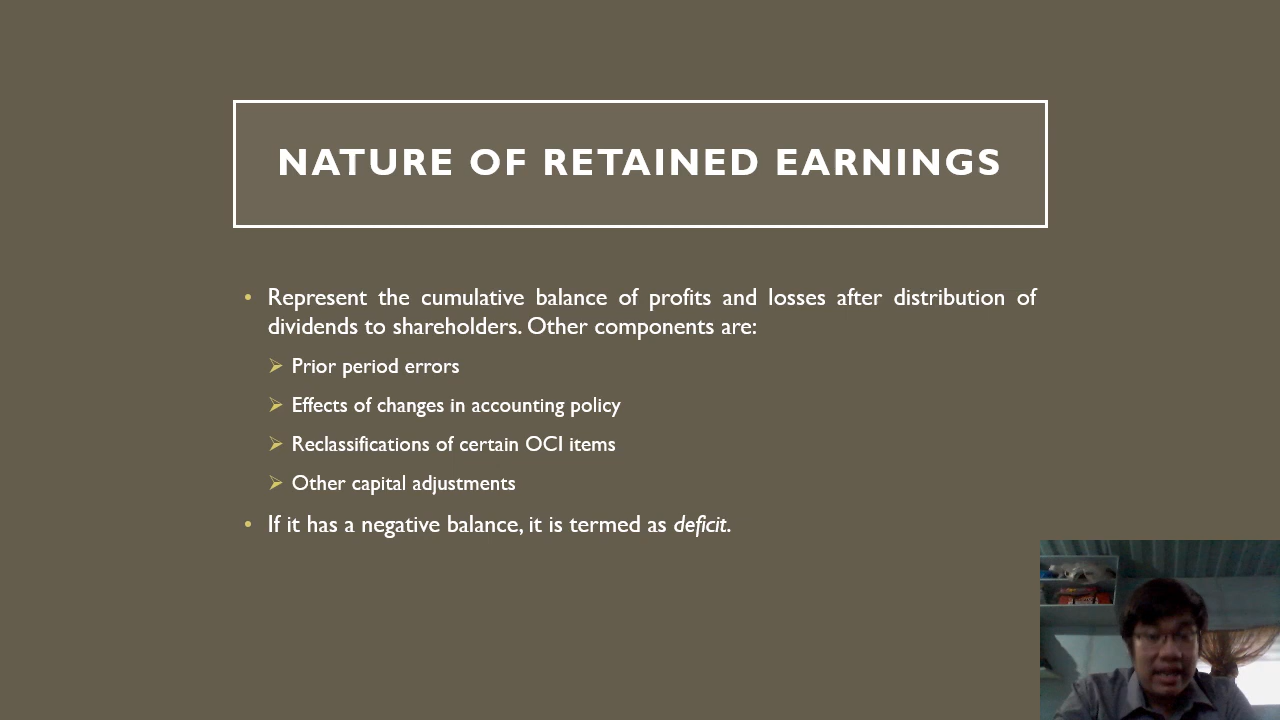 NATURE OF RETAINED EARNINGS
• Represent the cumulative balance of profits and losses after distribution of
dividends to shareholders. Other components are:
➢ Prior period errors
➢ Effects of changes in accounting policy
➢ Reclassifications of certain OCI items
➢ Other capital adjustments
• If it has a negative balance, it is termed as deficit.